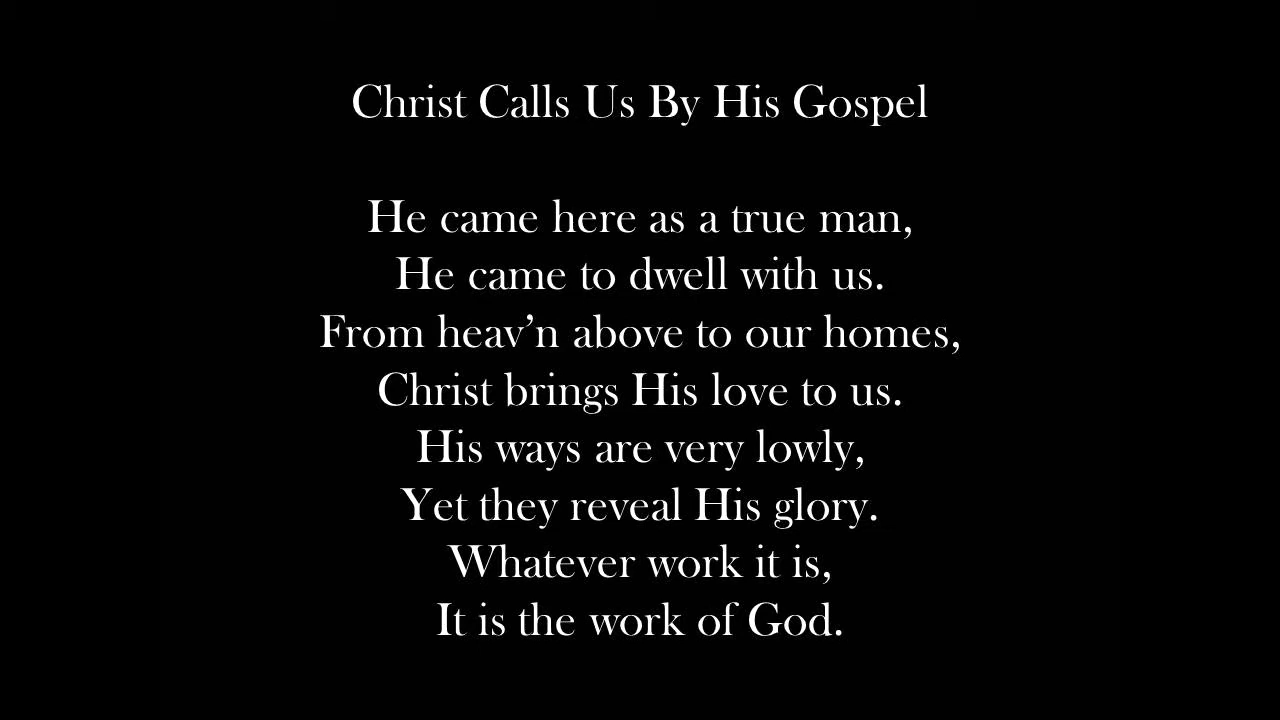 Christ Calls Us By His Gospel
He came here as a true man,
He came to dwell with us.
From heav’n above to our homes,
Christ brings His love to us.
His ways are very lowly,
Yet they reveal His glory.
Whatever work it is,
It is the work of God.